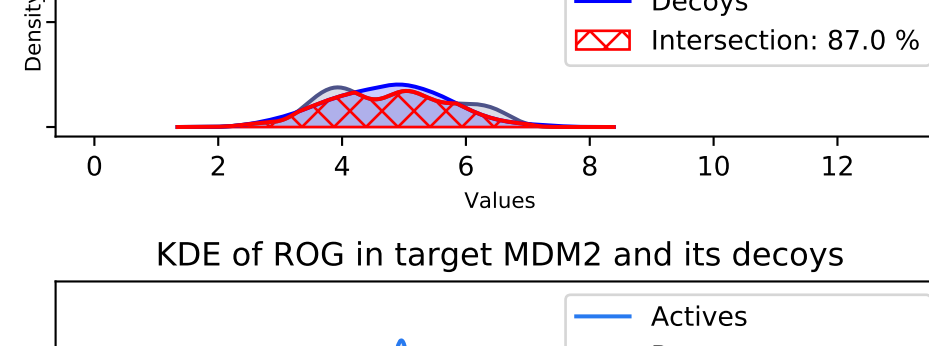 Density
Decoys
Intersection: 87.0 %
0 2 4 6 8 10 12
Values
KDE of ROG in target MDM2 and its decoys
Actives